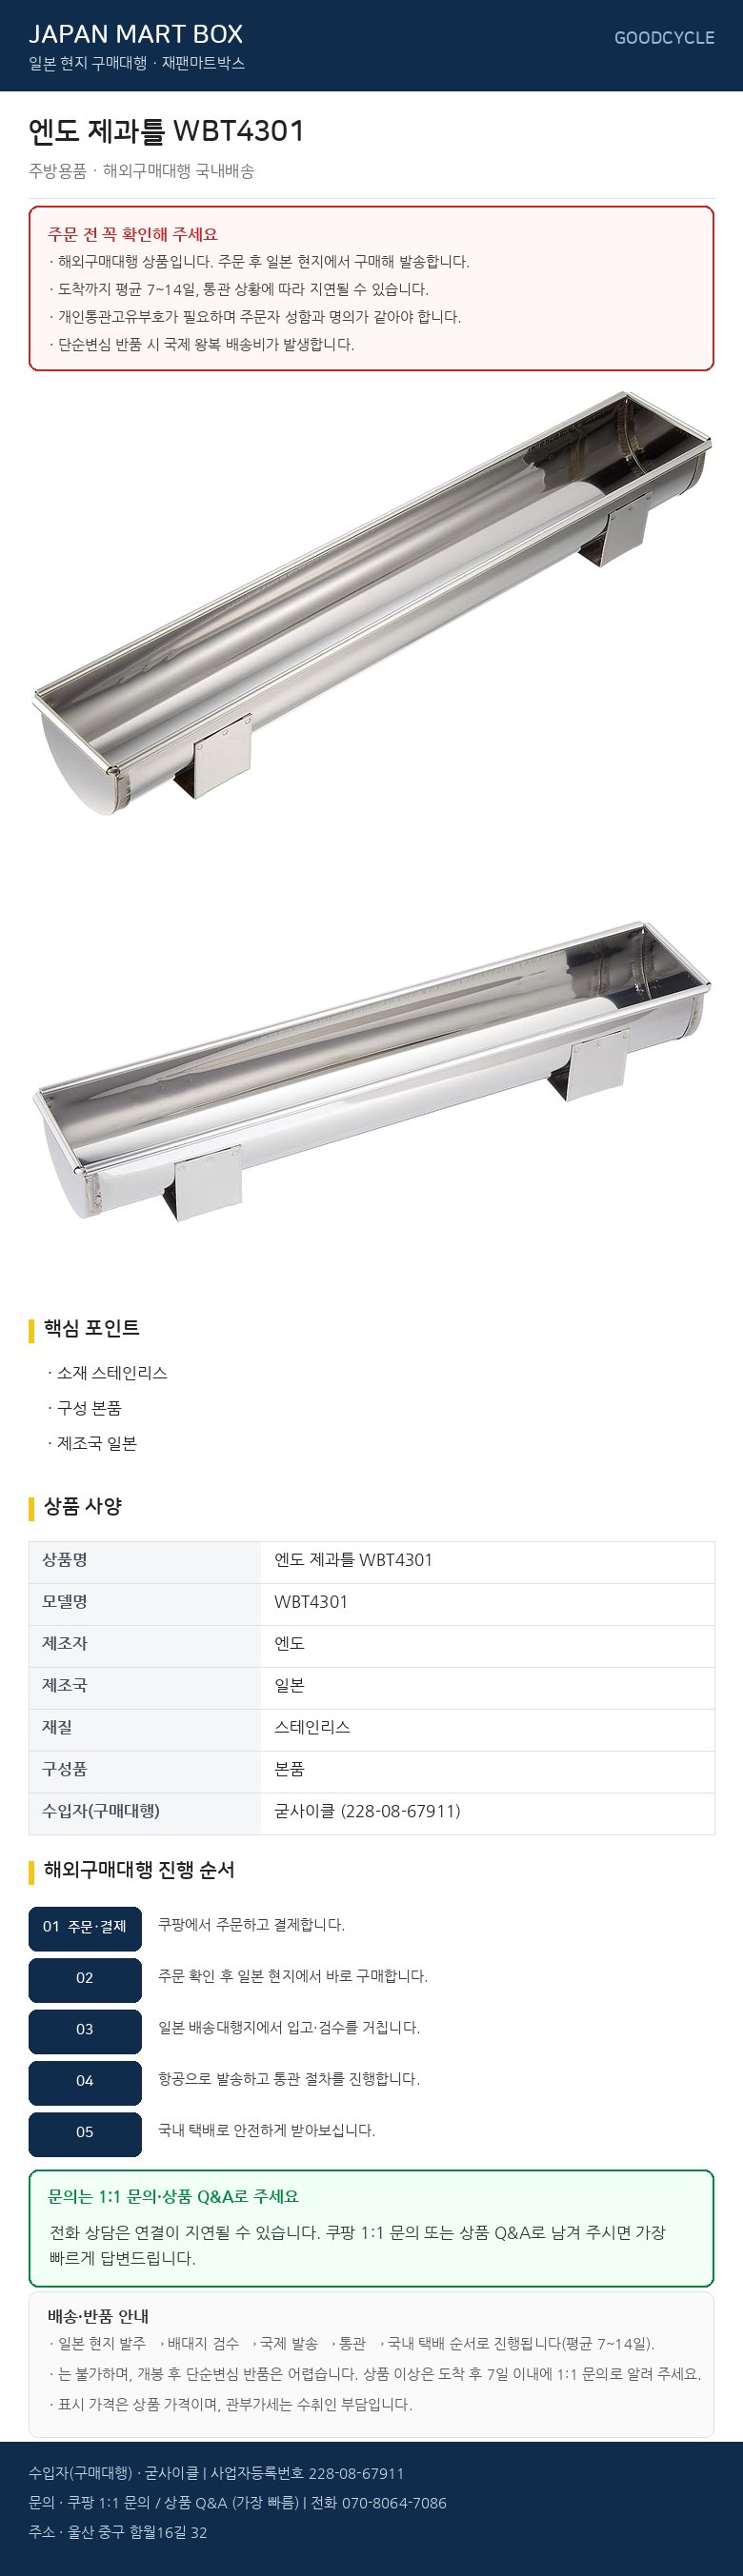 JAPAN MART BOX
GOODCYCLE
일본 현지 구매대행 · 재팬마트박스
엔도 제과틀 WBT4301
주방용품 · 해외구매대행 국내배송
주문 전 꼭 확인해 주세요
· 해외구매대행 상품입니다. 주문 후 일본 현지에서 구매해 발송합니다.
· 도착까지 평균 7~14일, 통관 상황에 따라 지연될 수 있습니다.
· 개인통관고유부호가 필요하며 주문자 성함과 명의가 같아야 합니다.
· 단순변심 반품 시 국제 왕복 배송비가 발생합니다.
핵심 포인트
· 소재 스테인리스
· 구성 본품
· 제조국 일본
상품 사양
상품명 엔도 제과틀 WBT4301
모델명 WBT4301
제조자 엔도
제조국 일본
재질 스테인리스
구성품 본품
수입자(구매대행) 굳사이클 (228-08-67911)
해외구매대행 진행 순서
01 주문·결제 쿠팡에서 주문하고 결제합니다.
02 주문 확인 후 일본 현지에서 바로 구매합니다.
03 일본 배송대행지에서 입고·검수를 거칩니다.
04 항공으로 발송하고 통관 절차를 진행합니다.
05 국내 택배로 안전하게 받아보십니다.
문의는 1:1 문의·상품 Q&A로 주세요
전화 상담은 연결이 지연될 수 있습니다. 쿠팡 1:1 문의 또는 상품 Q&A로 남겨 주시면 가장
빠르게 답변드립니다.
배송·반품 안내
· 일본 현지 발주 › 배대지 검수 › 국제 발송 › 통관 › 국내 택배 순서로 진행됩니다(평균 7~14일).
· 는 불가하며, 개봉 후 단순변심 반품은 어렵습니다. 상품 이상은 도착 후 7일 이내에 1:1 문의로 알려 주세요.
· 표시 가격은 상품 가격이며, 관부가세는 수취인 부담입니다.
수입자(구매대행) · 굳사이클 | 사업자등록번호 228-08-67911
문의 · 쿠팡 1:1 문의 / 상품 Q&A (가장 빠름) | 전화 070-8064-7086
주소 · 울산 중구 함월16길 32